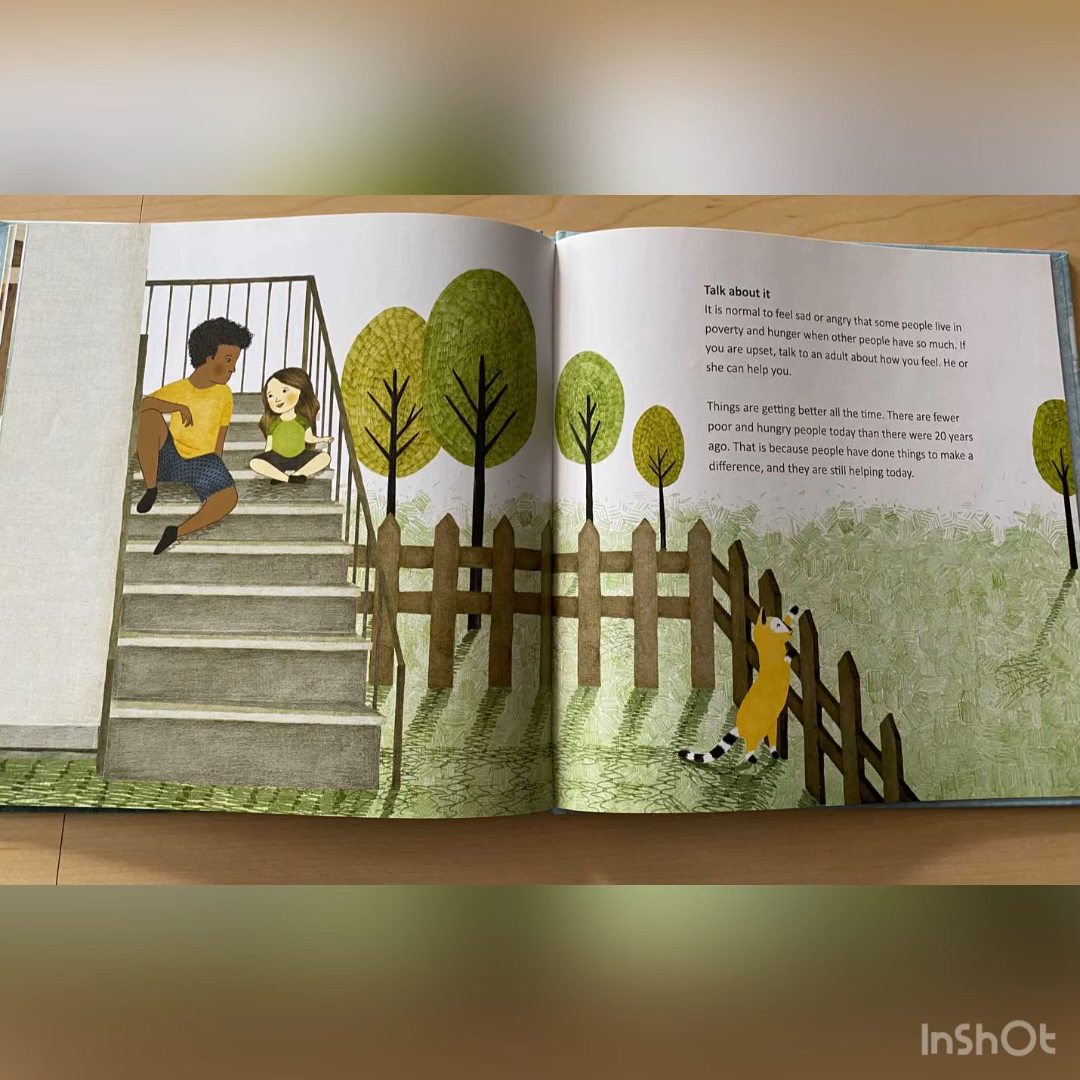 Talk about it
It is normal to feel sad or angry that some people live in
poverty and hunger when other people have so much. If
you are upset, talk to an adult about how you feel. He or
she can help you.
Things are getting better all the time. There are fewer
poor and hungry people today than there were 20 years
ago. That is because people have done things to make a
difference, and they are still helping today.
InShOt